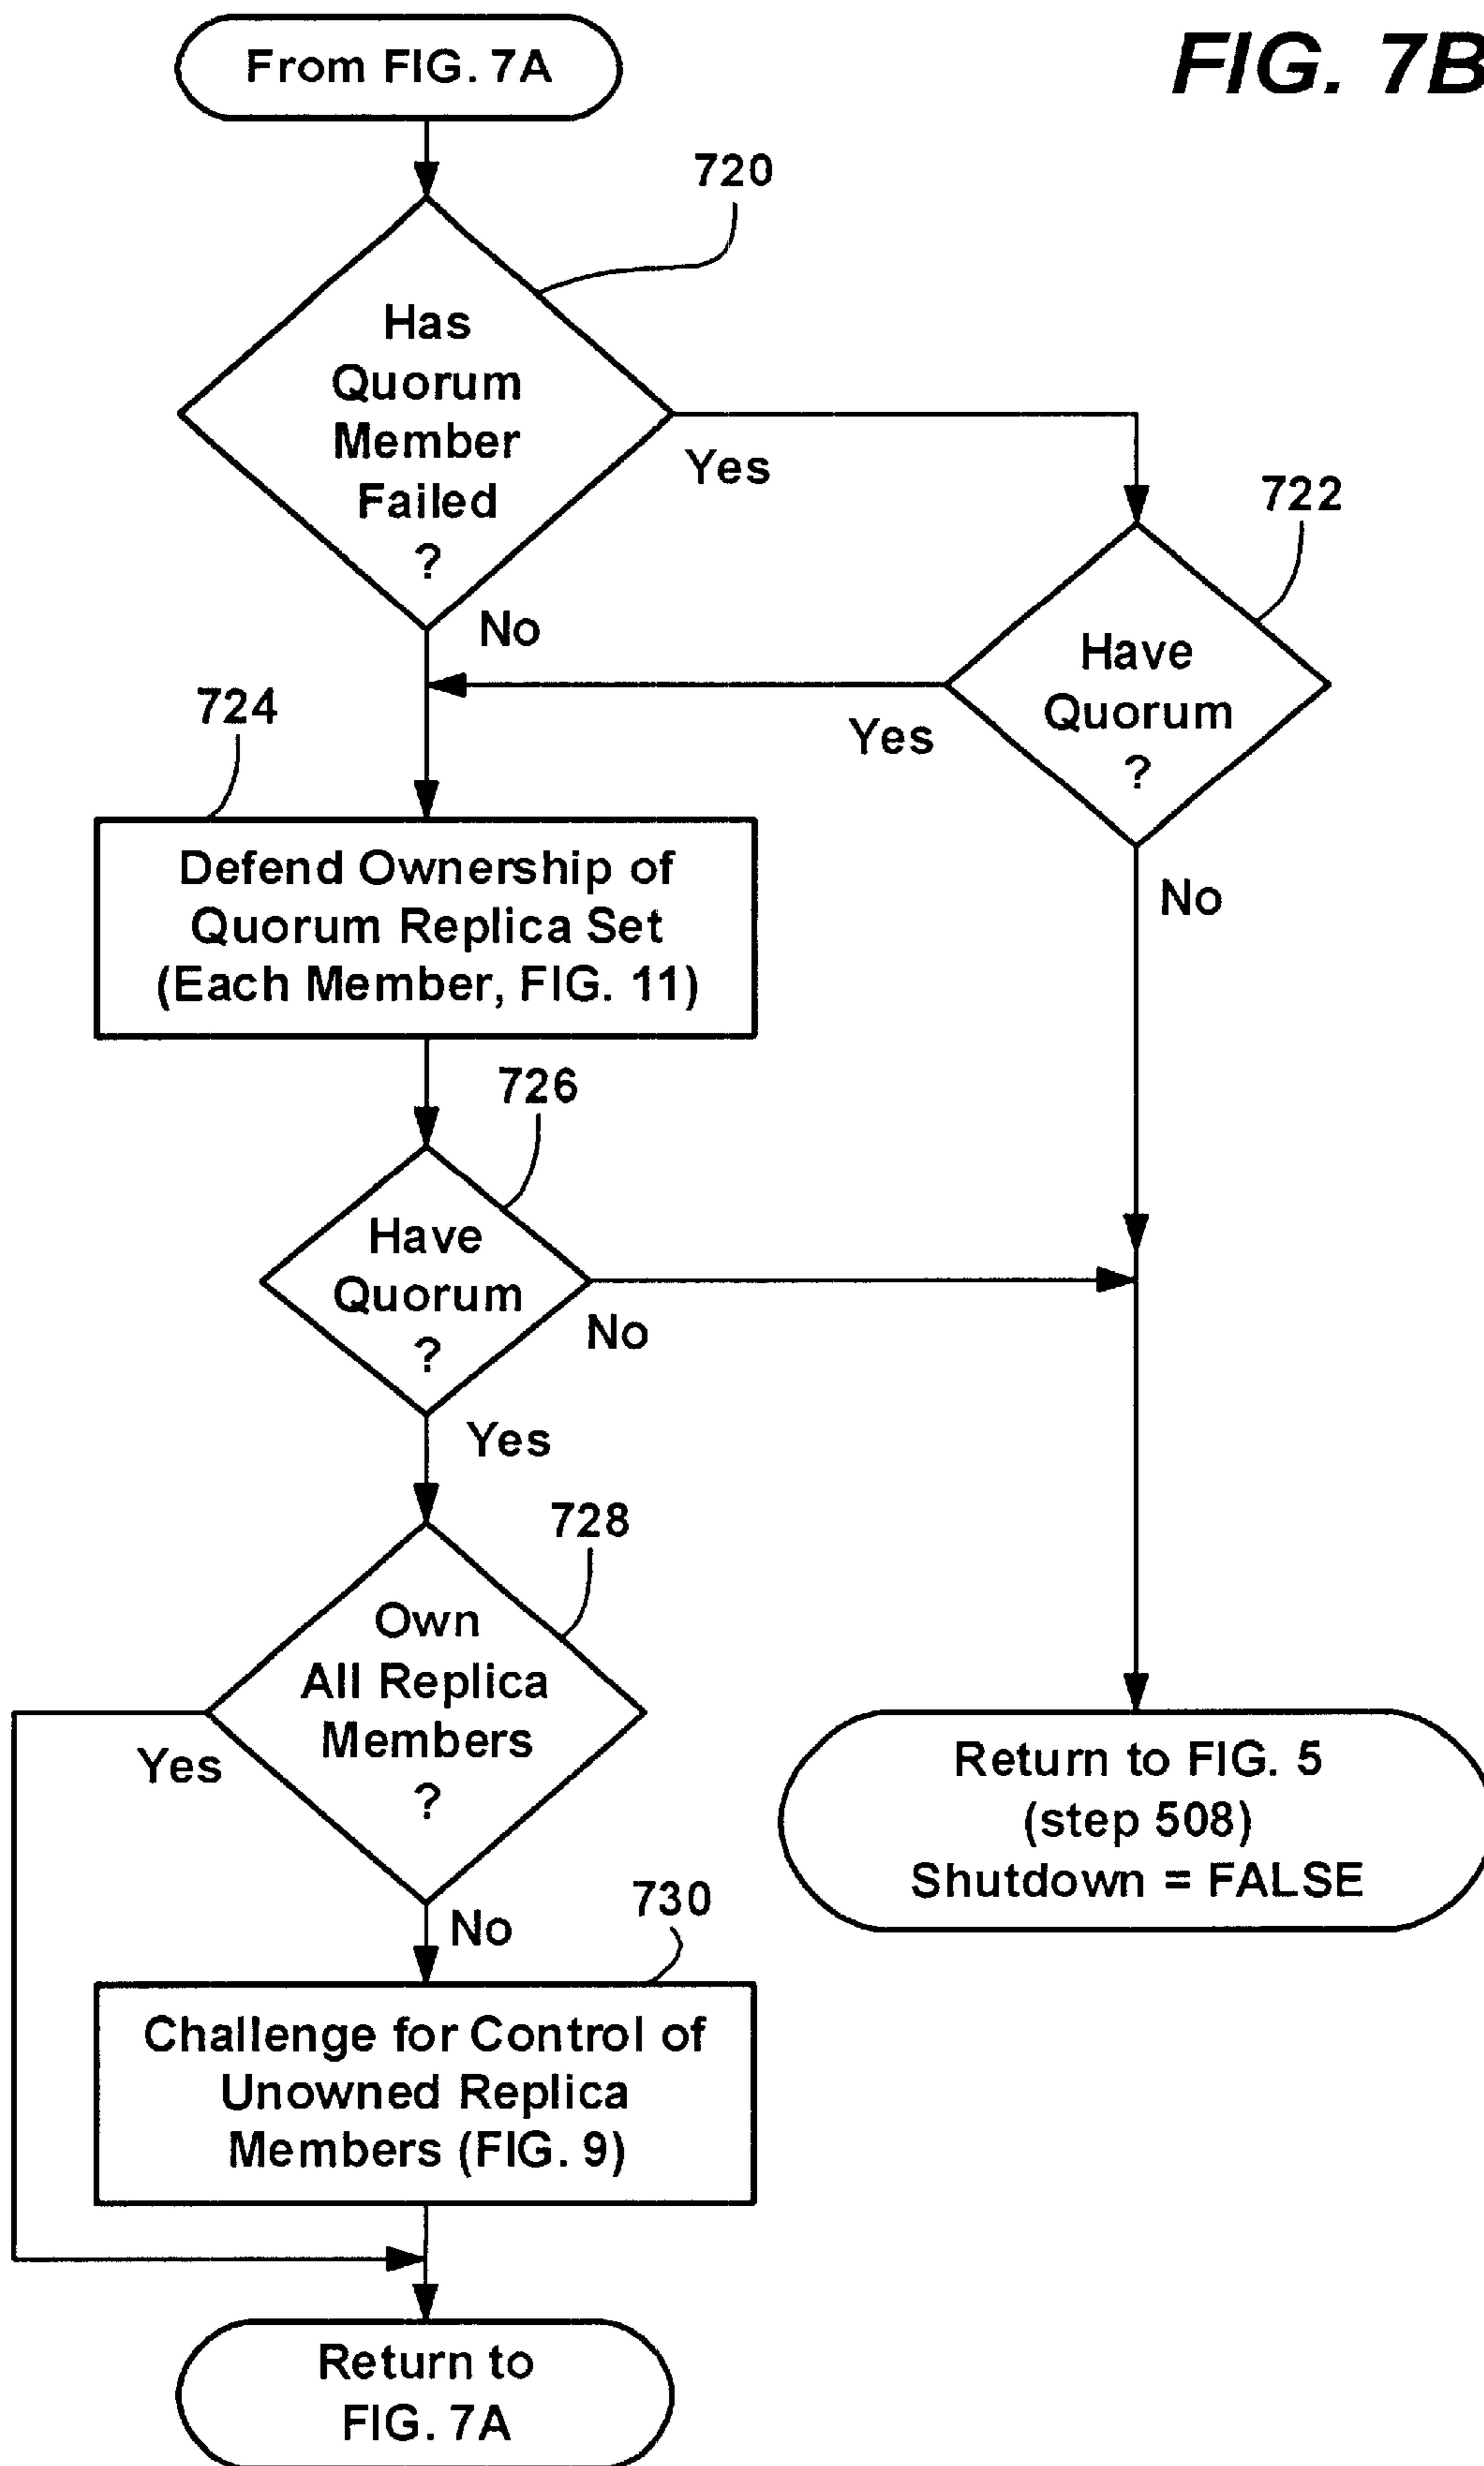 FIG. 7B
From FIG. 7A
720
Has
Quorum
Member
Failed
?
Yes
No
722
Have
Quorum
?
Yes
No
724
Defend Ownership of
Quorum Replica Set
(Each Member, FIG. 11)
726
Have
Quorum
?
No
Yes
728
Own
All Replica
Members
?
Yes
No
Return to FIG. 5
(step 508)
Shutdown = FALSE
730
Challenge for Control of
Unowned Replica
Members (FIG. 9)
Return to
FIG. 7A